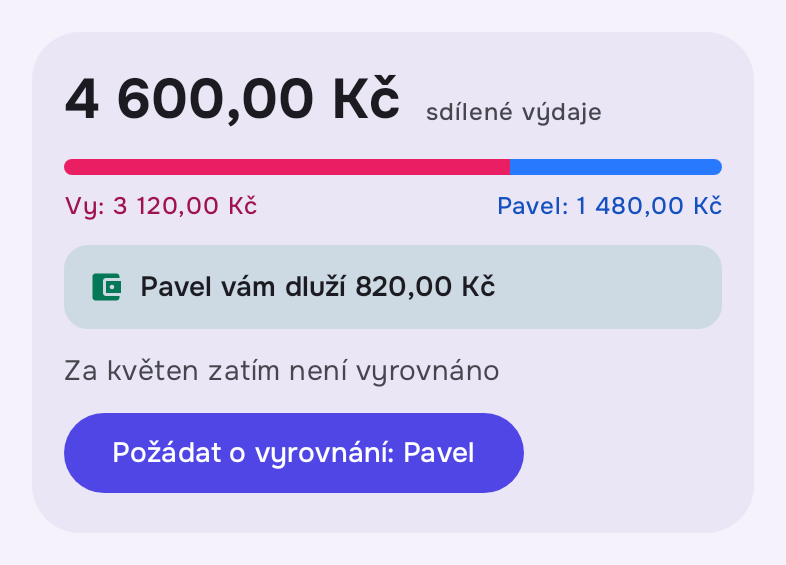 4 600,00 Kč sdílené výdaje
Vy: 3 120,00 Kč Pavel: 1 480,00 Kč
Pavel vám dluží 820,00 Kč
Za květen zatím není vyrovnáno
Požádat o vyrovnání: Pavel